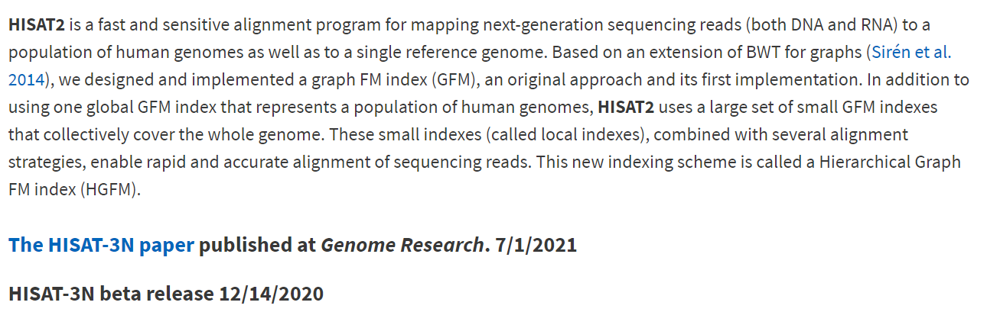 HISAT2 is a fast and sensitive alignment program for mapping next-generation sequencing reads (both DNA and RNA) to a
population of human genomes as well as to a single reference genome. Based on an extension of BWT for graphs (Sirén et al.
2014), we designed and implemented a graph FM index (GFM), an original approach and its first implementation. In addition to
using one global GFM index that represents a population of human genomes, HISAT2 uses a large set of small GFM indexes
that collectively cover the whole genome. These small indexes (called local indexes), combined with several alignment
strategies, enable rapid and accurate alignment of sequencing reads. This new indexing scheme is called a Hierarchical Graph
FM index (HGFM).
The HISAT-3N paper published at Genome Research. 7/1/2021
HISAT-3N beta release 12/14/2020